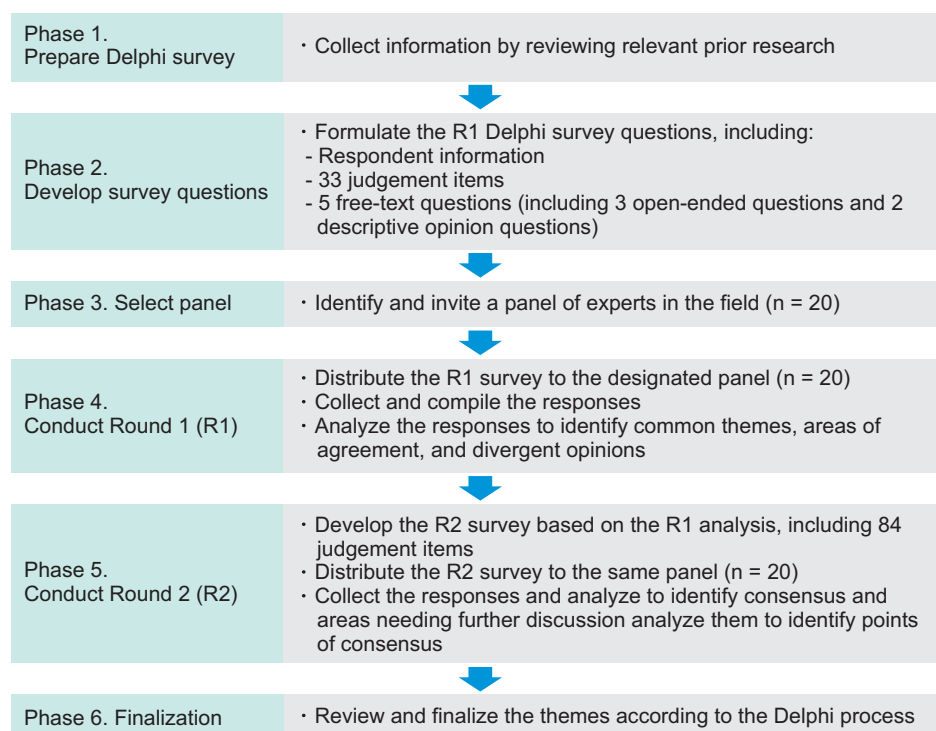 Phase 1.
Prepare Delphi survey
· Collect information by reviewing relevant prior research
Phase 2.
Develop survey questions
· Formulate the R1 Delphi survey questions, including:
- Respondent information
- 33 judgement items
- 5 free-text questions (including 3 open-ended questions and 2
descriptive opinion questions)
Phase 3. Select panel
· Identify and invite a panel of experts in the field (n = 20)
Phase 4.
Conduct Round 1 (R1)
· Distribute the R1 survey to the designated panel (n = 20)
· Collect and compile the responses
· Analyze the responses to identify common themes, areas of
agreement, and divergent opinions
Phase 5.
Conduct Round 2 (R2)
· Develop the R2 survey based on the R1 analysis, including 84
judgement items
· Distribute the R2 survey to the same panel (n = 20)
· Collect the responses and analyze to identify consensus and
areas needing further discussion analyze them to identify points
of consensus
Phase 6. Finalization
· Review and finalize the themes according to the Delphi process